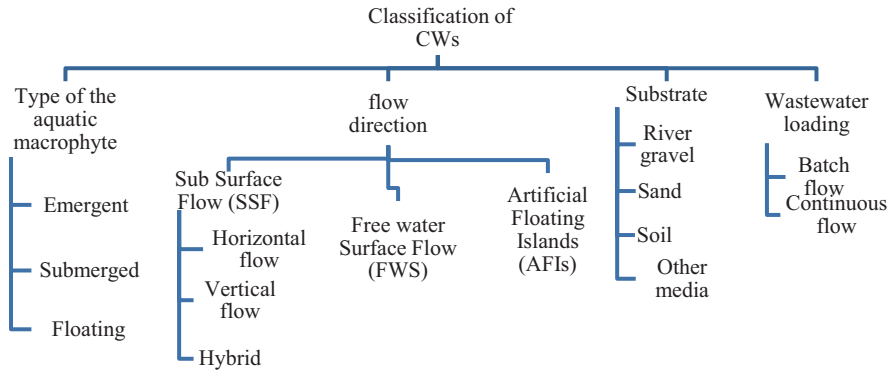 Classification of
CWs
Type of the
aquatic
macrophyte
Emergent
Submerged
Floating
flow
direction
Sub Surface
Flow (SSF)
Horizontal
flow
Vertical
flow
Hybrid
Free water
Surface Flow
(FWS)
Artificial
Floating
Islands
(AFIs)
Substrate
River
gravel
Sand
Soil
Other
media
Wastewater
loading
Batch
flow
Continuous
flow